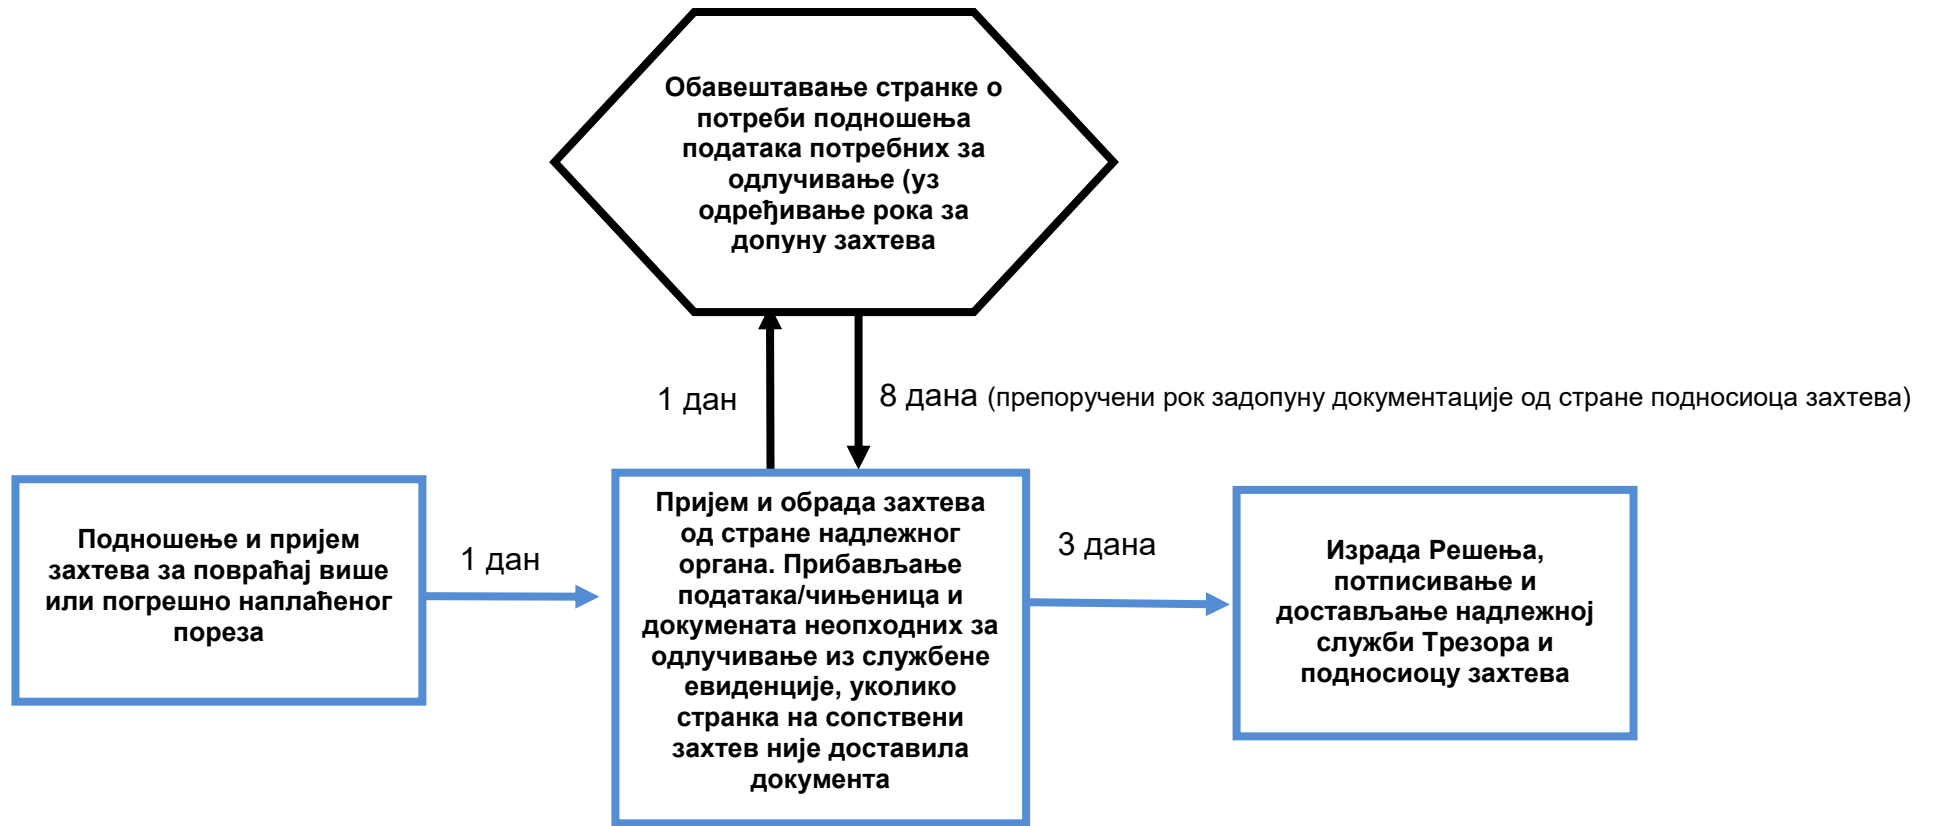 Обавештавање странке о
потреби подношења
података потребних за
одлучивање (уз
одређивање рока за
допуну захтева
1 дан
8 дана (препоручени рок задопуну документације од стране подносиоца захтева)
Подношење и пријем
захтева за повраћај више
или погрешно наплаћеног
пореза
1 дан
Пријем и обрада захтева
од стране надлежног
органа. Прибављање
података/чињеница и
докумената неопходних за
одлучивање из службене
евиденције, уколико
странка на сопствени
захтев није доставила
документа
3 дана
Израда Решења,
потписивање и
достављање надлежној
служби Трезора и
подносиоцу захтева